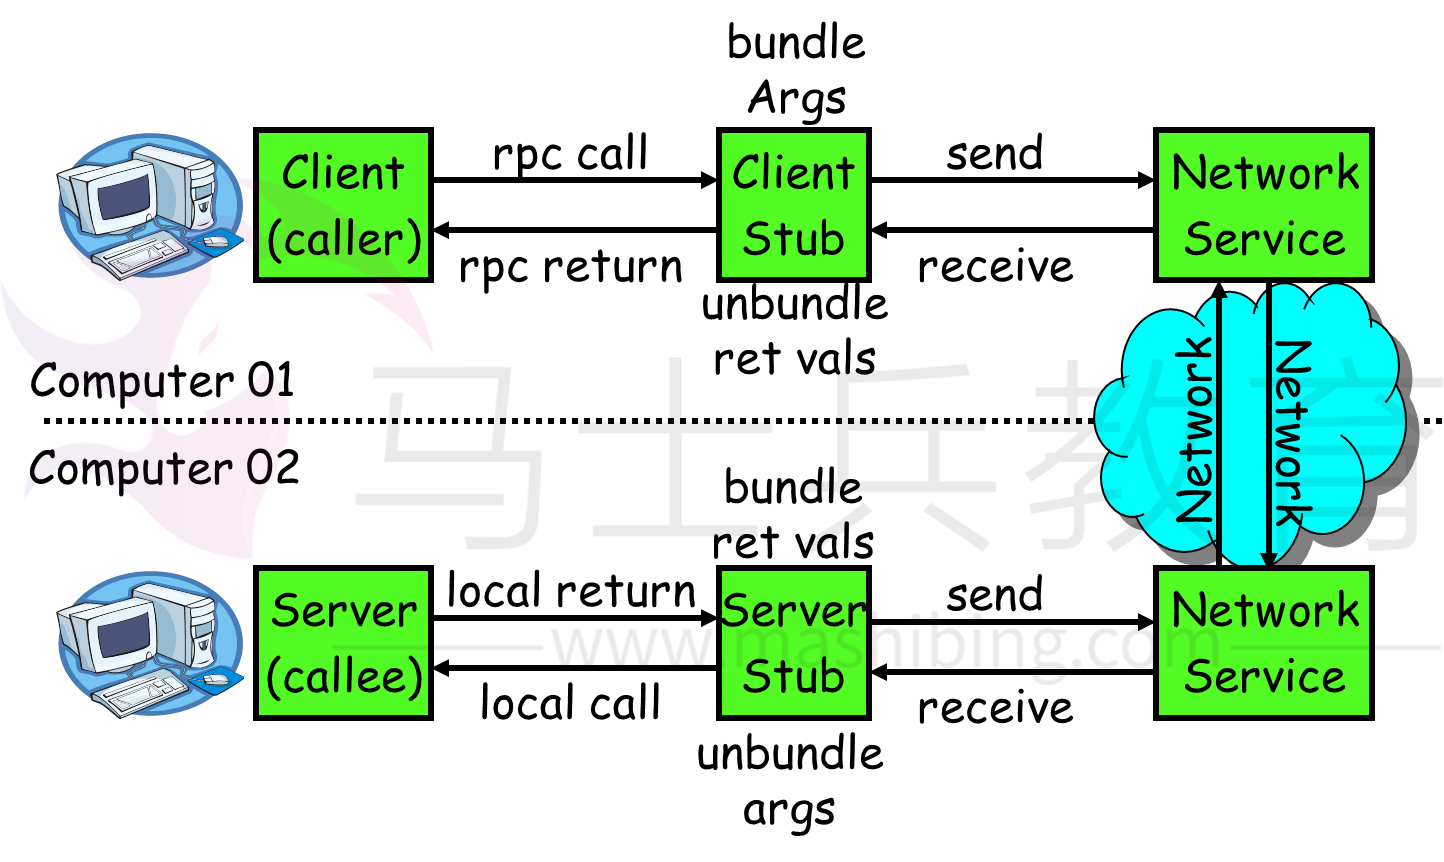 bundle
Args
Client
(caller)
rpc call
rpc return
Client
Stub
send
receive
Network
Service
unbundle
ret vals
Network
Network
Computer 01
Computer 02
马士兵教育
www.mashibing.com
bundle
ret vals
Server
(callee)
local return
local call
Server
Stub
send
receive
Network
Service
unbundle
args